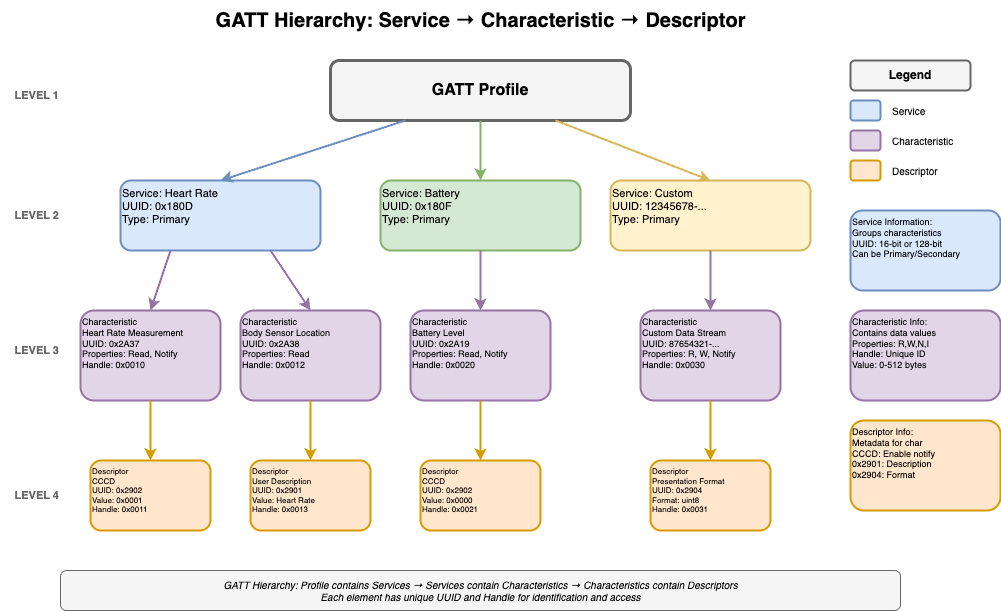 GATT Hierarchy: Service → Characteristic → Descriptor
LEVEL 1
GATT Profile
Legend
Service
Characteristic
Descriptor
LEVEL 2
Service: Heart Rate
UUID: 0x180D
Type: Primary
Service: Battery
UUID: 0x180F
Type: Primary
Service: Custom
UUID: 12345678-...
Type: Primary
Service Information:
Groups characteristics
UUID: 16-bit or 128-bit
Can be Primary/Secondary
LEVEL 3
Characteristic
Heart Rate Measurement
UUID: 0x2A37
Properties: Read, Notify
Handle: 0x0010
Characteristic
Body Sensor Location
UUID: 0x2A38
Properties: Read
Handle: 0x0012
Characteristic
Battery Level
UUID: 0x2A19
Properties: Read, Notify
Handle: 0x0020
Characteristic
Custom Data Stream
UUID: 87654321-...
Properties: R, W, Notify
Handle: 0x0030
Characteristic Info:
Contains data values
Properties: R,W,N,I
Handle: Unique ID
Value: 0-512 bytes
LEVEL 4
Descriptor
CCCD
UUID: 0x2902
Value: 0x0001
Handle: 0x0011
Descriptor
User Description
UUID: 0x2901
Value: Heart Rate
Handle: 0x0013
Descriptor
CCCD
UUID: 0x2902
Value: 0x0000
Handle: 0x0021
Descriptor
Presentation Format
UUID: 0x2904
Format: uint8
Handle: 0x0031
Descriptor Info:
Metadata for char
CCCD: Enable notify
0x2901: Description
0x2904: Format
GATT Hierarchy: Profile contains Services → Services contain Characteristics → Characteristics contain Descriptors
Each element has unique UUID and Handle for identification and access